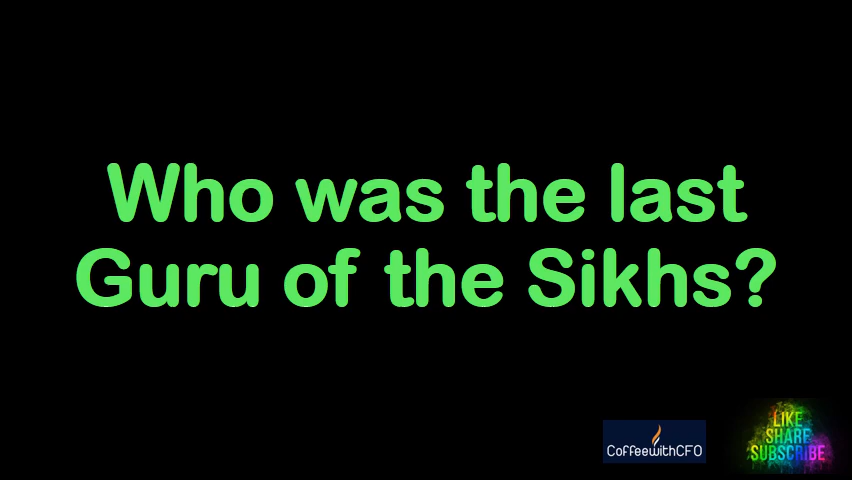 Who was the last
Guru of the Sikhs?
CoffeewithCFO
LIKE
SHARE
SUBSCRIBE